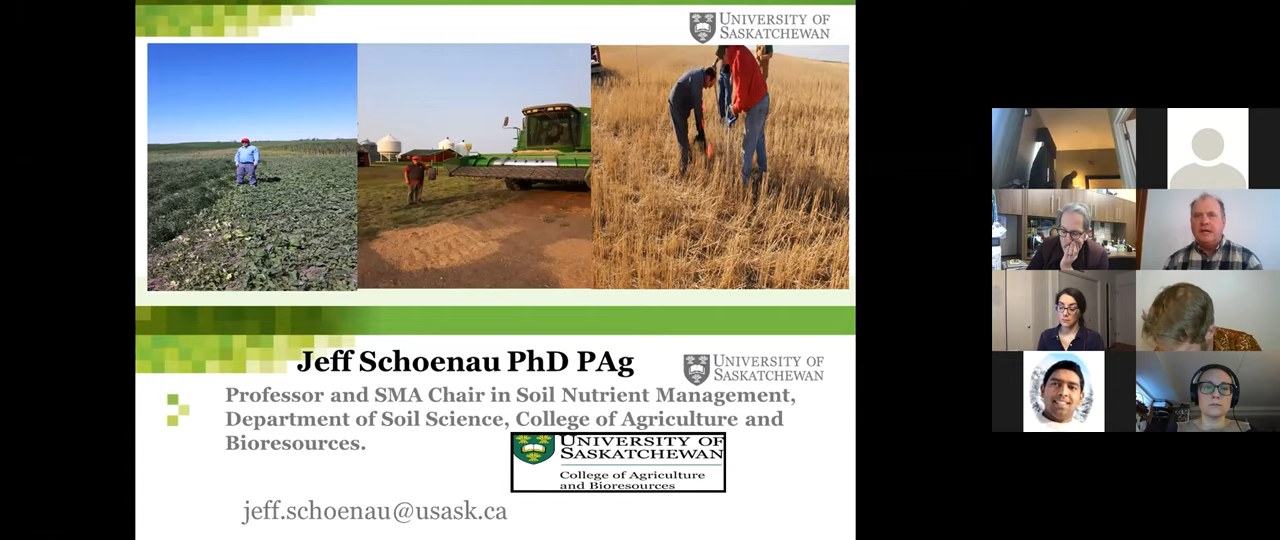 UNIVERSITY OF
SASKATCHEWAN
Jeff Schoenau PhD PAg
UNIVERSITY OF
SASKATCHEWAN
Professor and SMA Chair in Soil Nutrient Management,
Department of Soil Science, College of Agriculture and
Bioresources.
UNIVERSITY OF
SASKATCHEWAN
College of Agriculture
and Bioresources
jeff.schoenau@usask.ca